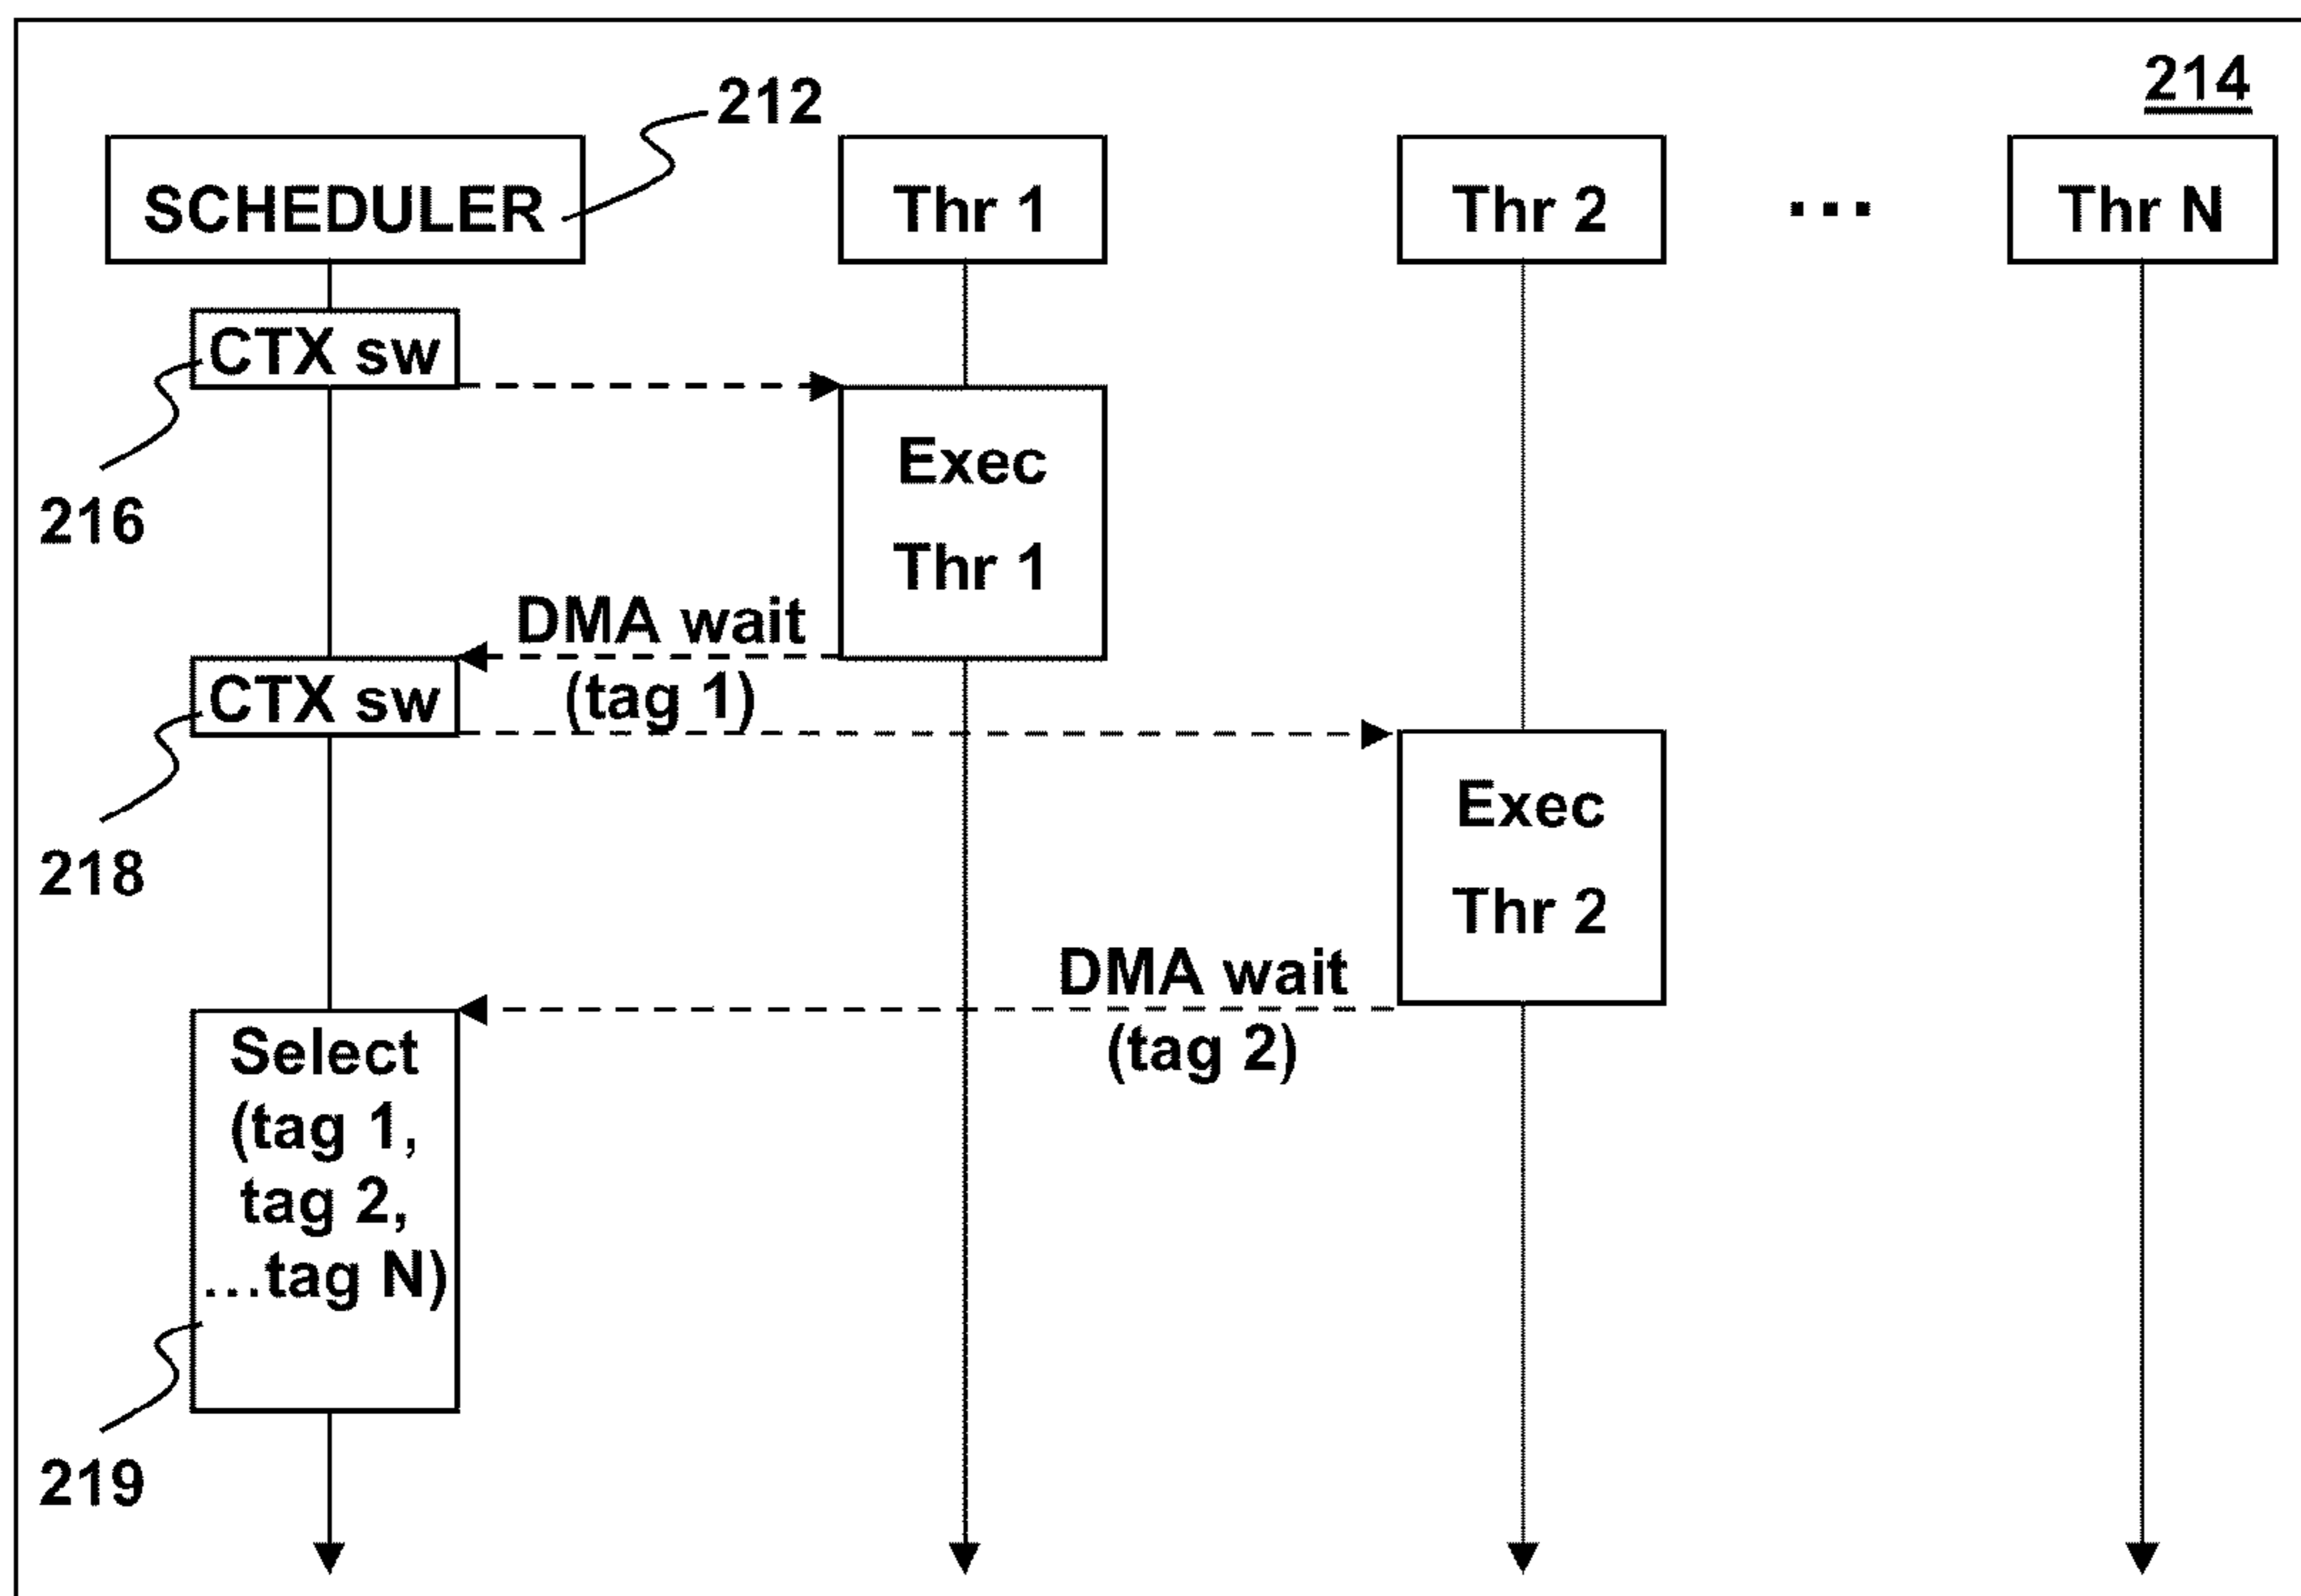 214
212
SCHEDULER
Thr 1
Thr 2
...
Thr N
CTX sw
216
Exec
Thr 1
DMA wait
(tag 1)
CTX sw
218
Exec
Thr 2
DMA wait
(tag 2)
Select
(tag 1,
tag 2,
...tag N)
219